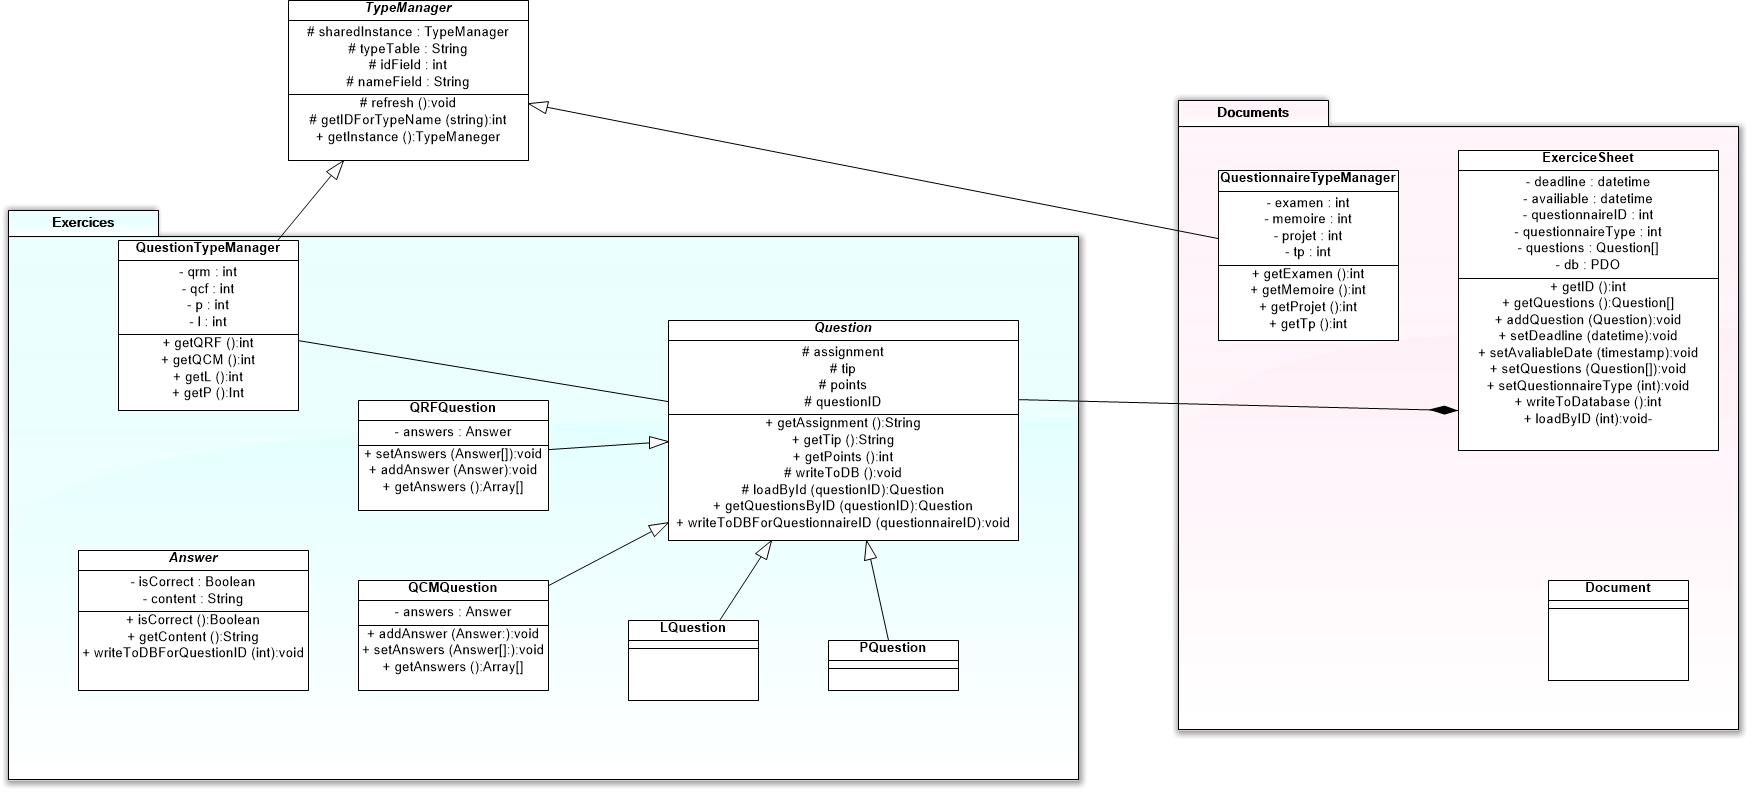 TypeManager
# sharedInstance : TypeManager
# typeTable : String
# idField : int
# nameField : String
# refresh ():void
# getIDForTypeName (string):int
+ getInstance ():TypeManeger
Exercices
QuestionTypeManager
- qrm : int
- qcf : int
- p : int
- l : int
+ getQRF ():int
+ getQCM ():int
+ getL ():int
+ getP ():Int
Question
# assignment
# tip
# points
# questionID
+ getAssignment ():String
+ getTip ():String
+ getPoints ():int
# writeToDB ():void
# loadById (questionID):Question
+ getQuestionsByID (questionID):Question
+ writeToDBForQuestionnaireID (questionnaireID):void
QRFQuestion
- answers : Answer
+ setAnswers (Answer[]):void
+ addAnswer (Answer):void
+ getAnswers ():Array[]
Answer
- isCorrect : Boolean
- content : String
+ isCorrect ():Boolean
+ getContent ():String
+ writeToDBForQuestionID (int):void
QCMQuestion
- answers : Answer
+ addAnswer (Answer:):void
+ setAnswers (Answer[]:):void
+ getAnswers ():Array[]
LQuestion
PQuestion
Documents
QuestionnaireTypeManager
- examen : int
- memoire : int
- projet : int
- tp : int
+ getExamen ():int
+ getMemoire ():int
+ getProjet ():int
+ getTp ():int
ExerciceSheet
- deadline : datetime
- availiable : datetime
- questionnaireID : int
- questionnaireType : int
- questions : Question[]
- db : PDO
+ getID ():int
+ getQuestions ():Question[]
+ addQuestion (Question):void
+ setDeadline (datetime):void
+ setAvaliableDate (timestamp):void
+ setQuestions (Question[]):void
+ setQuestionnaireType (int):void
+ writeToDatabase ():int
+ loadByID (int):void-
Document